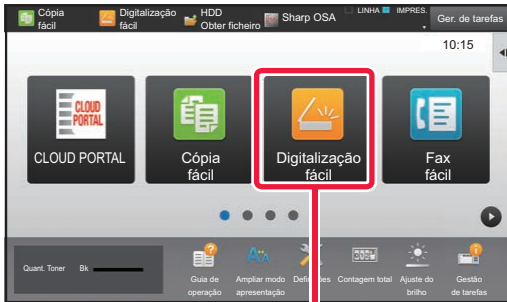 Cópia
fácil
Digitalização
fácil
HDD
Obter ficheiro
Sharp OSA
LINHA
IMPRES.
Ger. de tarefas
10:15
CLOUD
PORTAL
CLOUD PORTAL
Cópia
fácil
Digitalização
fácil
Fax
fácil
Quant. Toner
Bk
Guia de
operação
Ampliar modo
apresentação
Definições
Contagem total
Ajuste do
brilho
Gestão
de tarefas